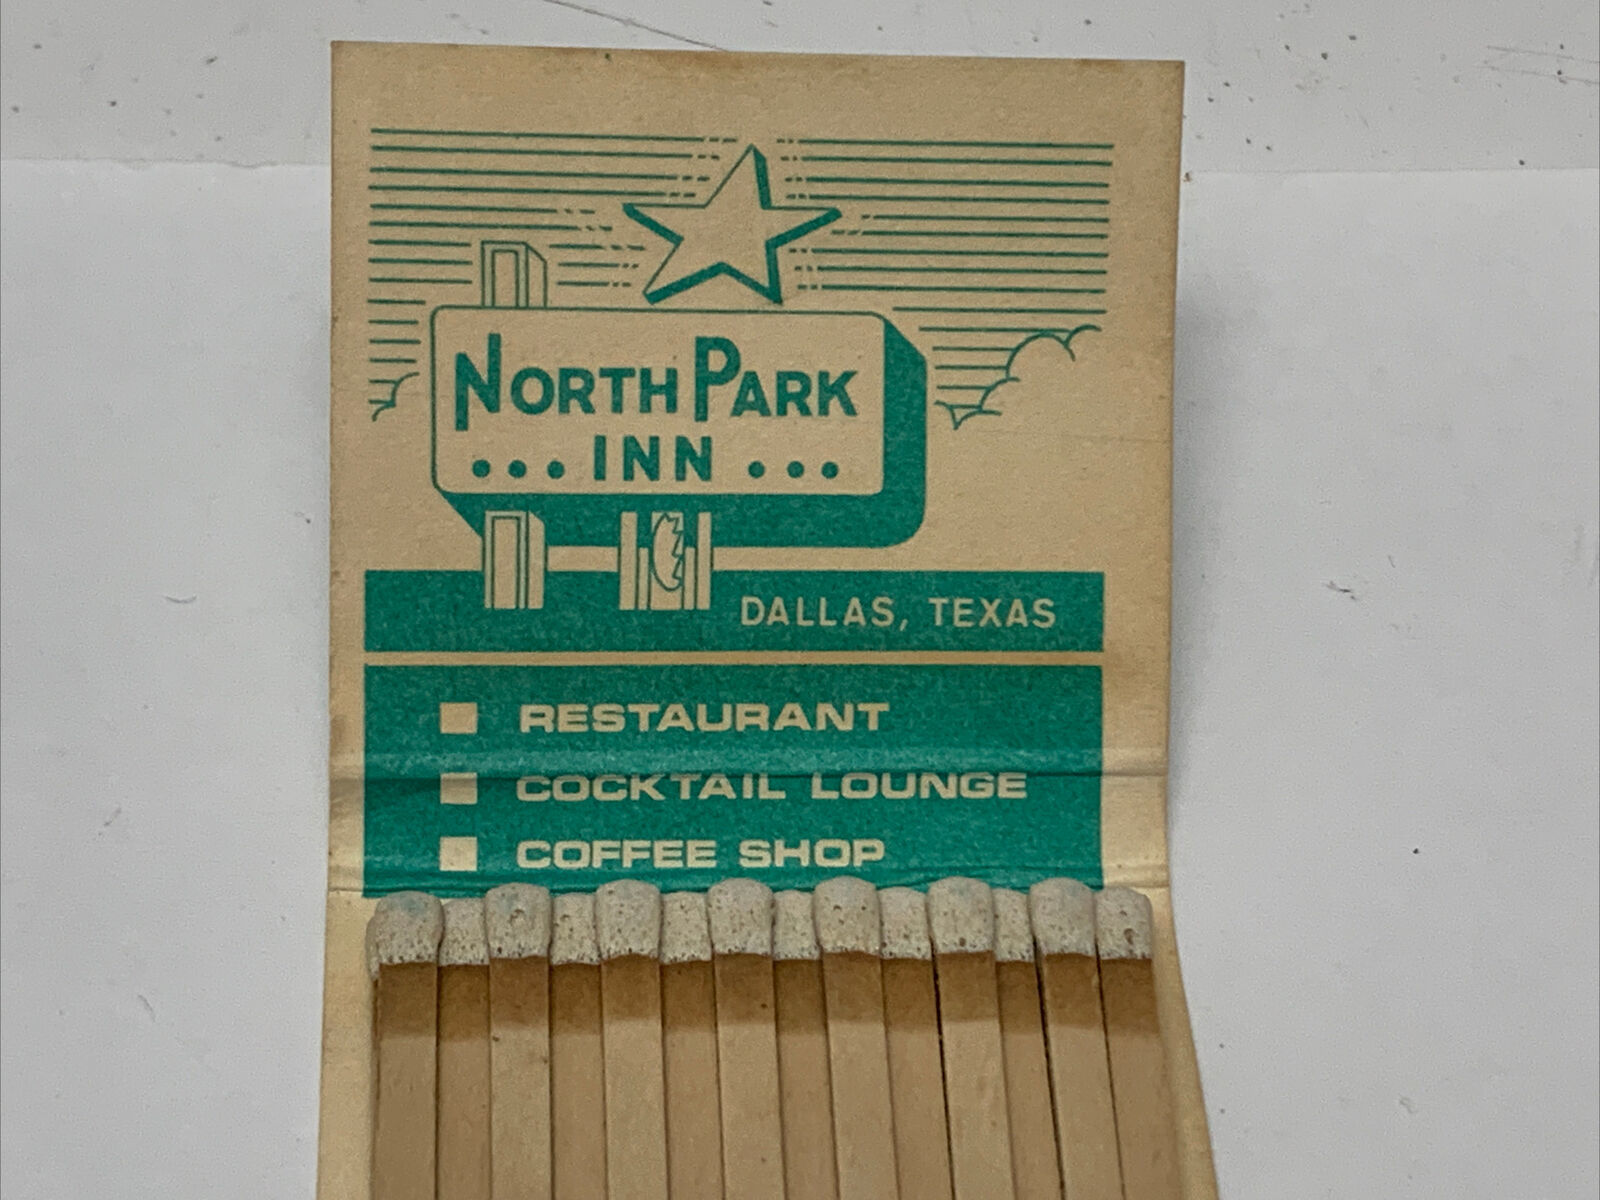 NORTH PARK
... INN ...
DALLAS, TEXAS
RESTAURANT
COCKTAIL LOUNGE
COFFEE SHOP